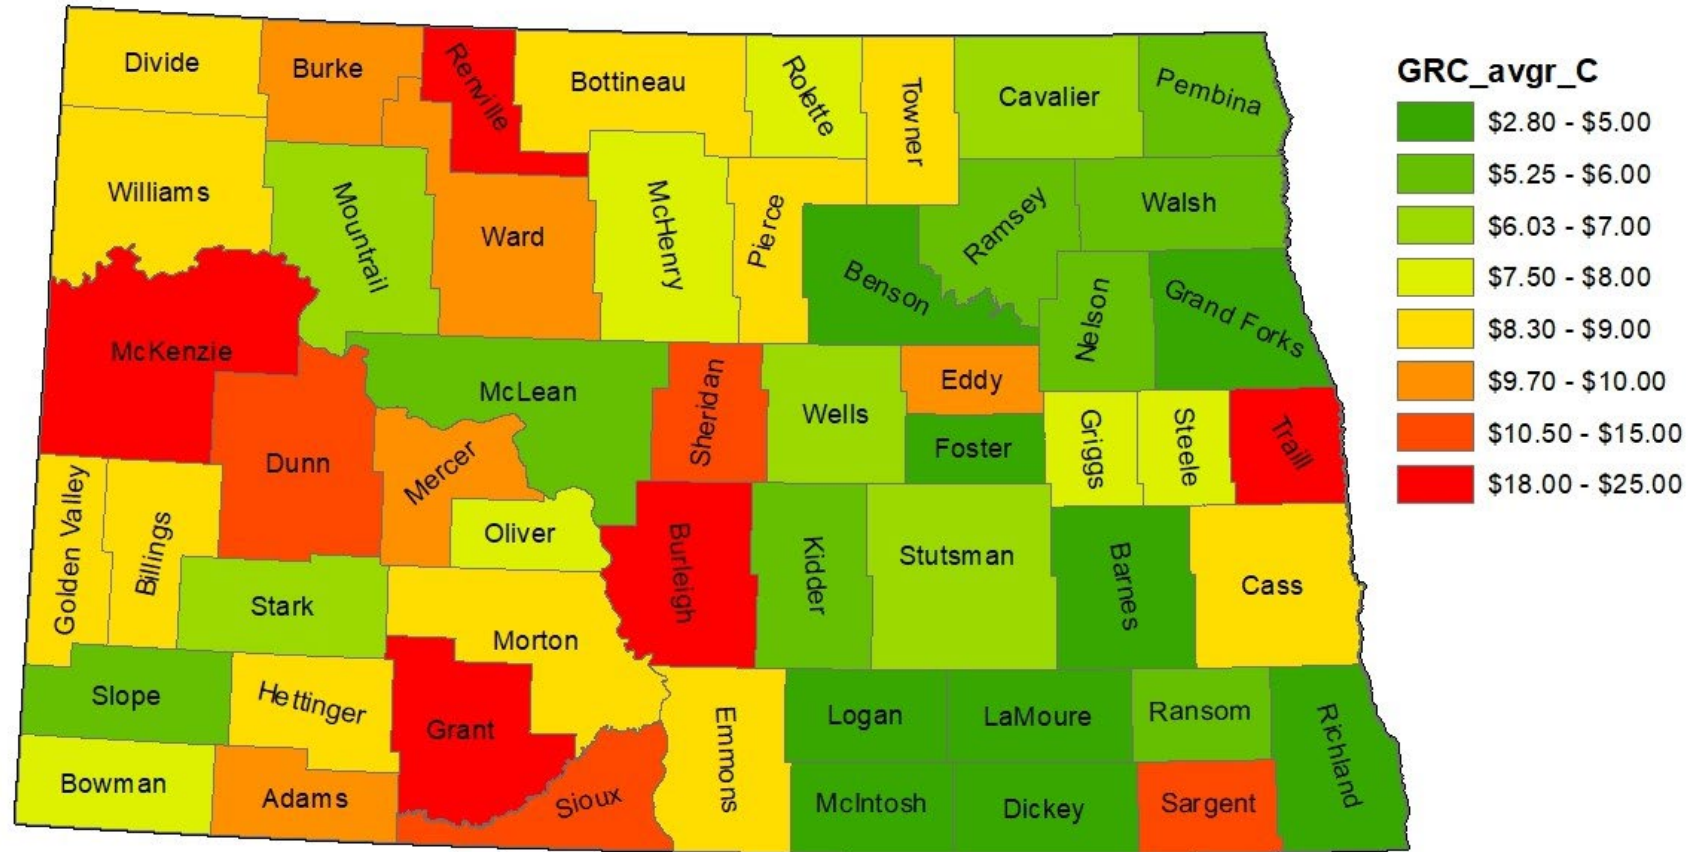 Divide
Burke
Renville
Bottineau
Rolette
Towner
Cavalier
Pembina
Williams
Mountrail
Ward
McHenry
Pierce
Benson
Ramsey
Walsh
Nelson
Grand Forks
McKenzie
Dunn
McLean
Mercer
Oliver
Sheridan
Wells
Eddy
Foster
Griggs
Steele
Traill
Golden Valley
Billings
Stark
Morton
Burleigh
Kidder
Stutsman
Barnes
Cass
Slope
Hettinger
Grant
Bowman
Adams
Sioux
Emmons
Logan
LaMoure
Ransom
Richland
McIntosh
Dickey
Sargent
GRC_avgr_C
$2.80 - $5.00
$5.25 - $6.00
$6.03 - $7.00
$7.50 - $8.00
$8.30 - $9.00
$9.70 - $10.00
$10.50 - $15.00
$18.00 - $25.00